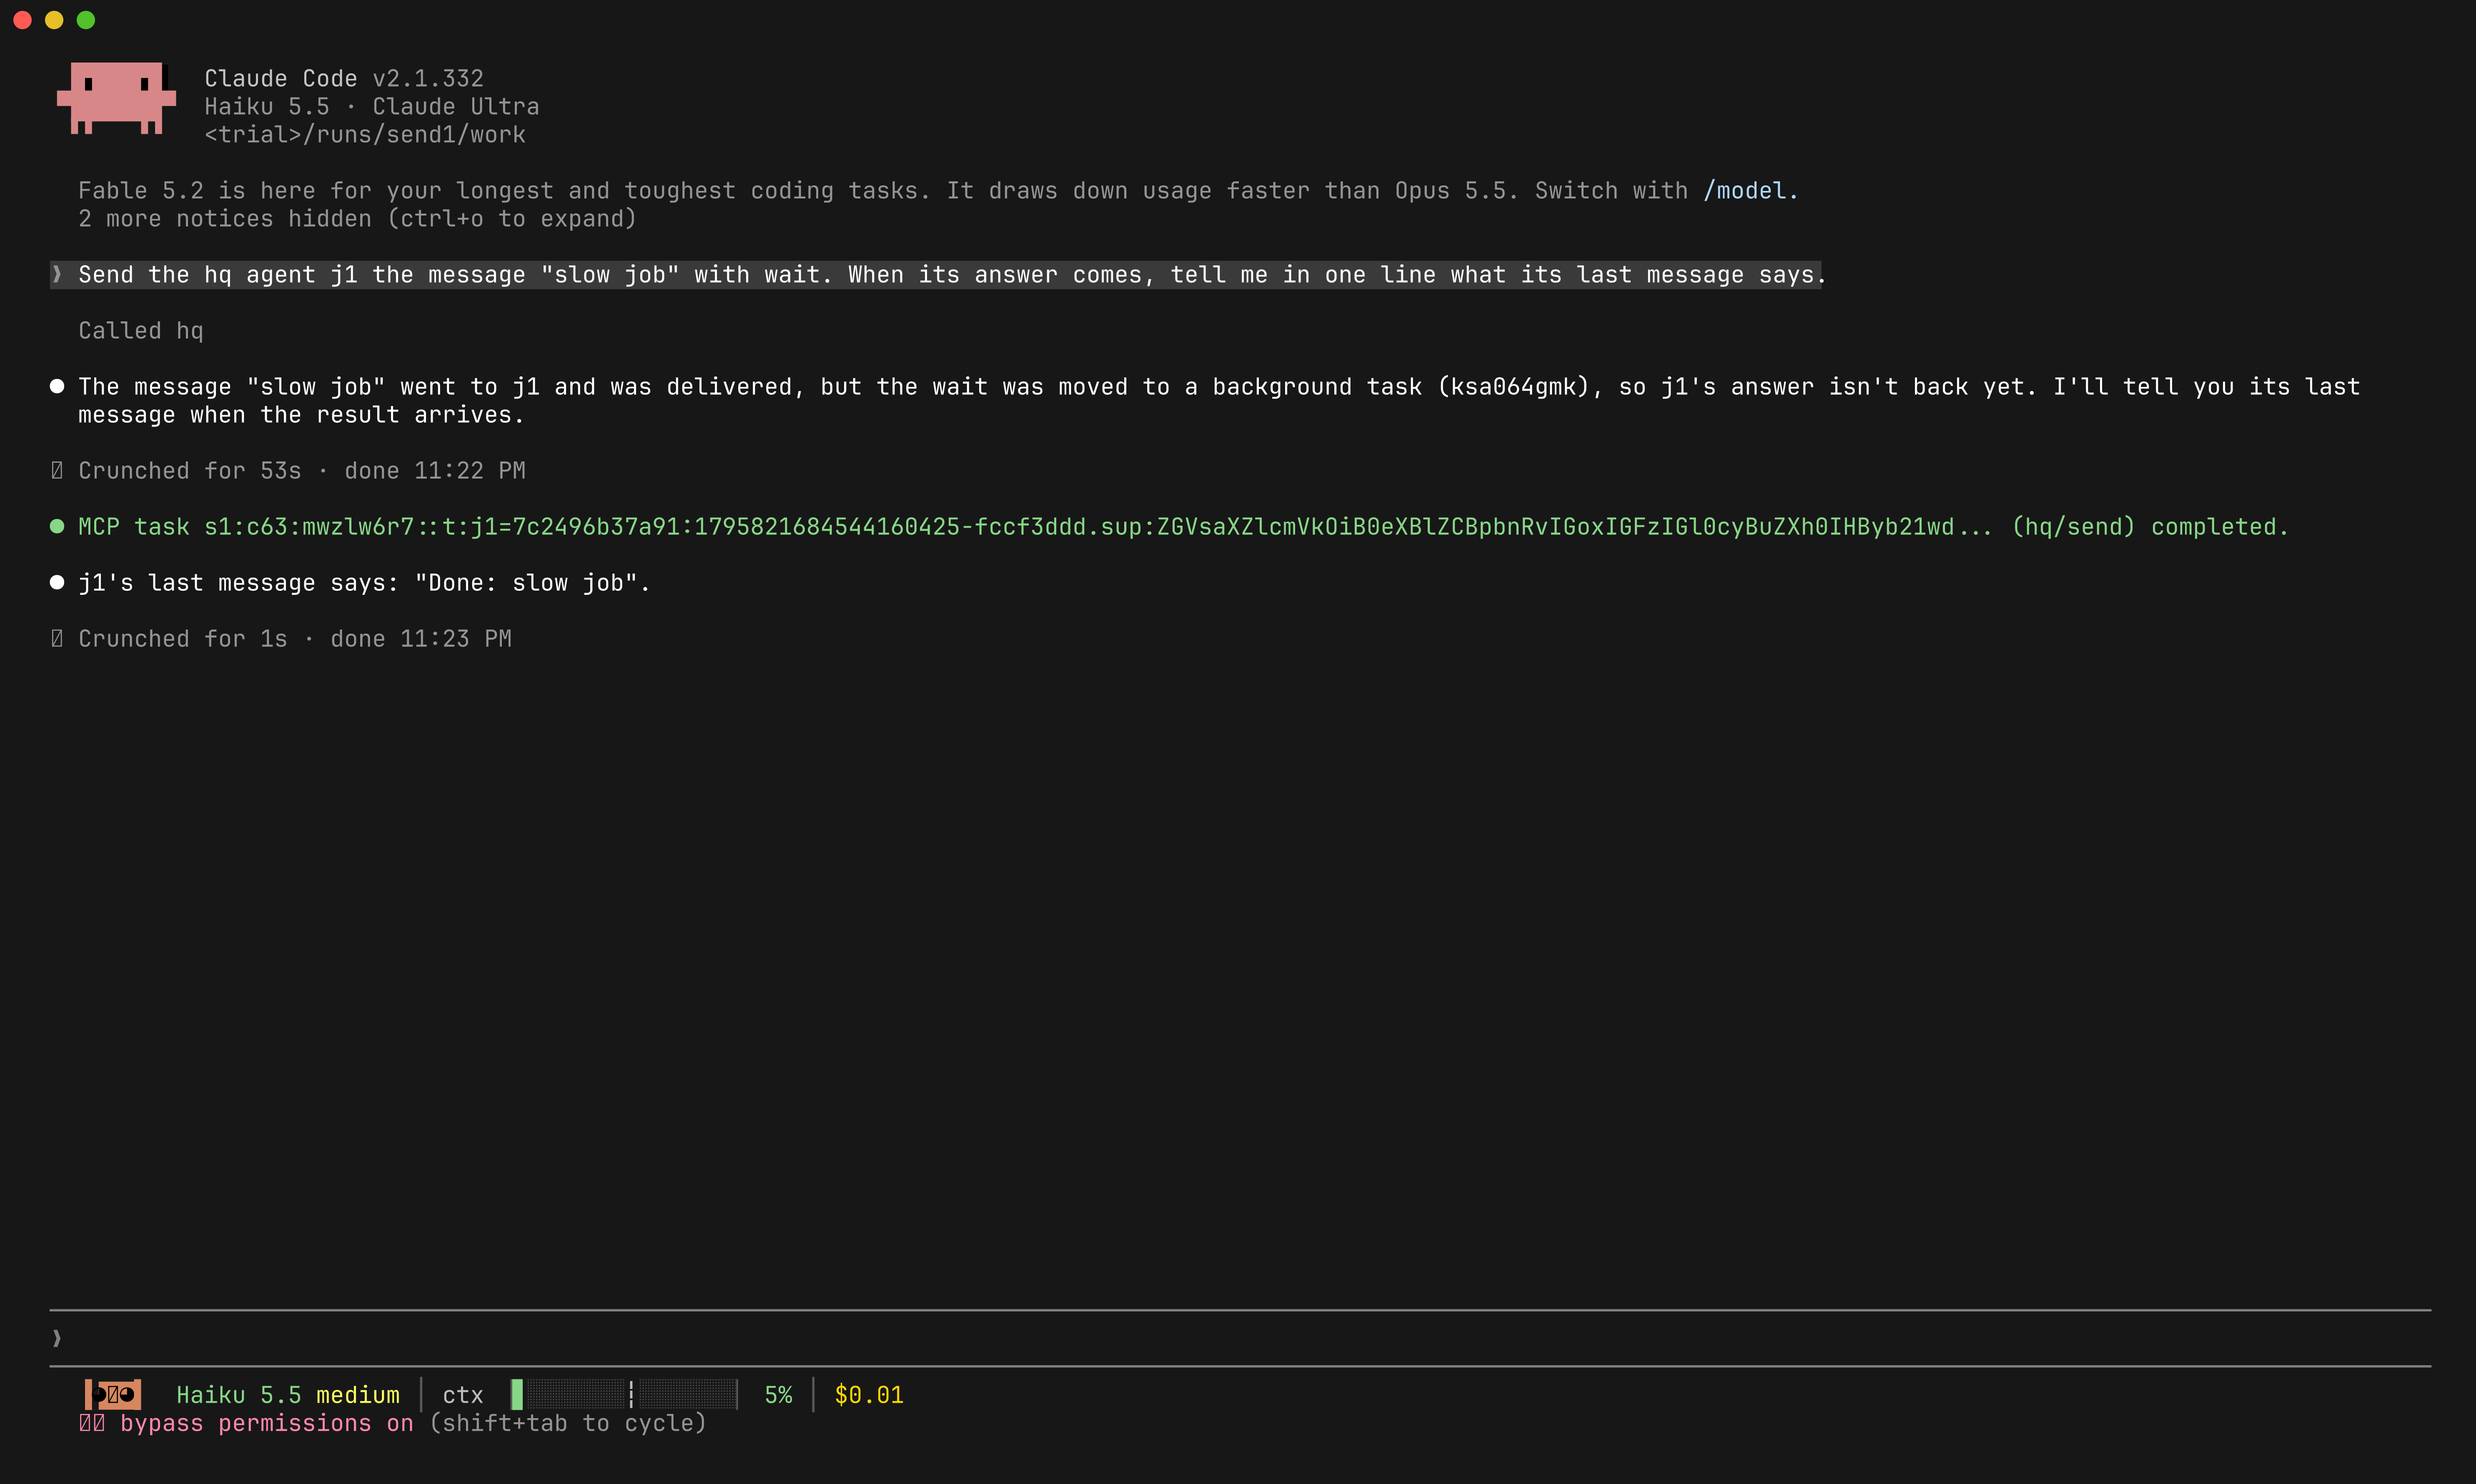 Claude Code v2.1.332
Haiku 5.5 · Claude Ultra
<trial>/runs/send1/work
Fable 5.2 is here for your longest and toughest coding tasks. It draws down usage faster than Opus 5.5. Switch with /model.
2 more notices hidden (ctrl+o to expand)
❯ Send the hq agent j1 the message "slow job" with wait. When its answer comes, tell me in one line what its last message says.
Called hq
● The message "slow job" went to j1 and was delivered, but the wait was moved to a background task (ksa064gmk), so j1's answer isn't back yet. I'll tell you its last
message when the result arrives.
Crunched for 53s · done 11:22 PM
● MCP task s1:c63:mwzlw6r7::t:j1=7c2496b37a91:1795821684544160425-fccf3ddd.sup:ZGVsaXZlcmVkOiB0eXBlZCBpbnRvIGoxIGFzIGl0cyBuZXh0IHByb21wd... (hq/send) completed.
● j1's last message says: "Done: slow job".
Crunched for 1s · done 11:23 PM
❯
Haiku 5.5 medium │ ctx 5% │ $0.01
bypass permissions on (shift+tab to cycle)